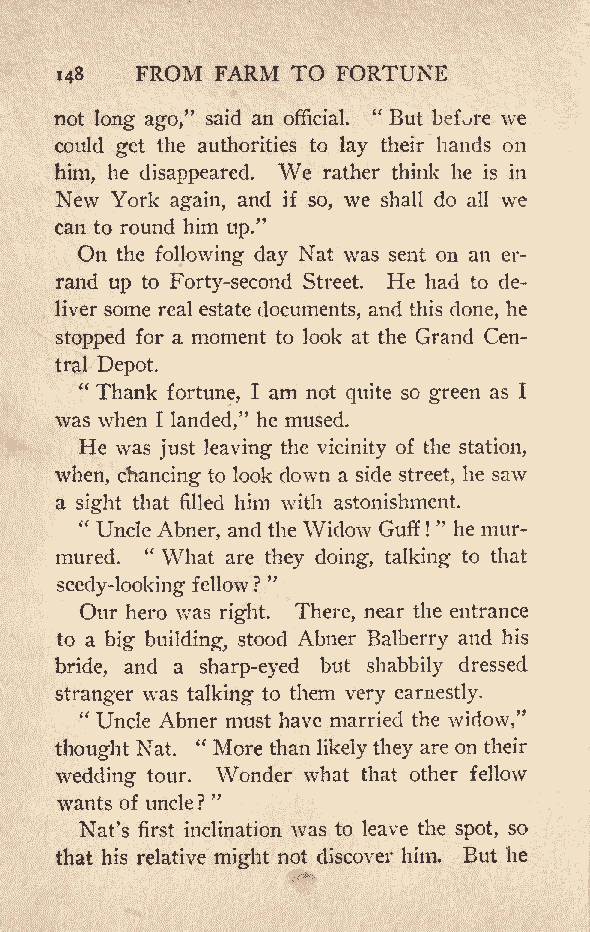 148 FROM FARM TO FORTUNE
not long ago,” said an official. “ But before we
could get the authorities to lay their hands on
him, he disappeared. We rather think he is in
New York again, and if so, we shall do all we
can to round him up.”
On the following day Nat was sent on an er-
rand up to Forty-second Street. He had to de-
liver some real estate documents, and this done, he
stopped for a moment to look at the Grand Cen-
tral Depot.
“ Thank fortune, I am not quite so green as I
was when I landed,” he mused.
He was just leaving the vicinity of the station,
when, chancing to look down a side street, he saw
a sight that filled him with astonishment.
“ Uncle Abner, and the Widow Guff! ” he mur-
mured. “ What are they doing, talking to that
seedy-looking fellow? ”
Our hero was right. There, near the entrance
to a big building, stood Abner Balberry and his
bride, and a sharp-eyed but shabbily dressed
stranger was talking to them very earnestly.
“ Uncle Abner must have married the widow,”
thought Nat. “ More than likely they are on their
wedding tour. Wonder what that other fellow
wants of uncle? ”
Nat’s first inclination was to leave the spot, so
that his relative might not discover him. But he